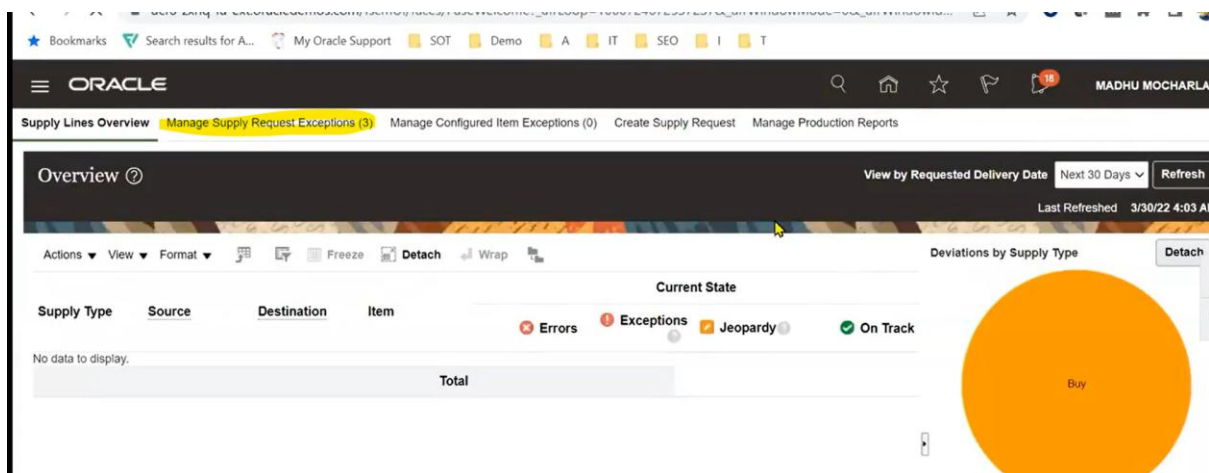 Bookmarks Search results for A... My Oracle Support SOT Demo A IT SEO I T
ORACLE 18 MADHU MOCHARLA
Supply Lines Overview Manage Supply Request Exceptions (3) Manage Configured Item Exceptions (0) Create Supply Request Manage Production Reports
Overview View by Requested Delivery Date Next 30 Days Refresh
Last Refreshed 3/30/22 4:03
Actions View Format Freeze Detach Wrap Deviations by Supply Type Detach
Current State
Supply Type Source Destination Item
Errors Exceptions Jeopardy On Track
No data to display.
Total
Buy